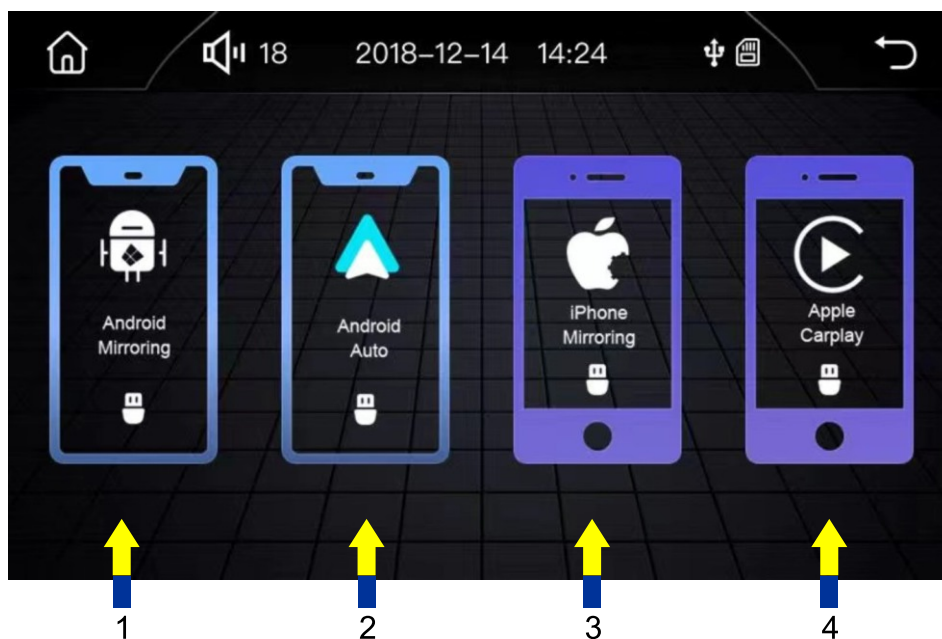 18 2018–12–14 14:24
Android
Mirroring
Android
Auto
iPhone
Mirroring
Apple
Carplay
1 2 3 4